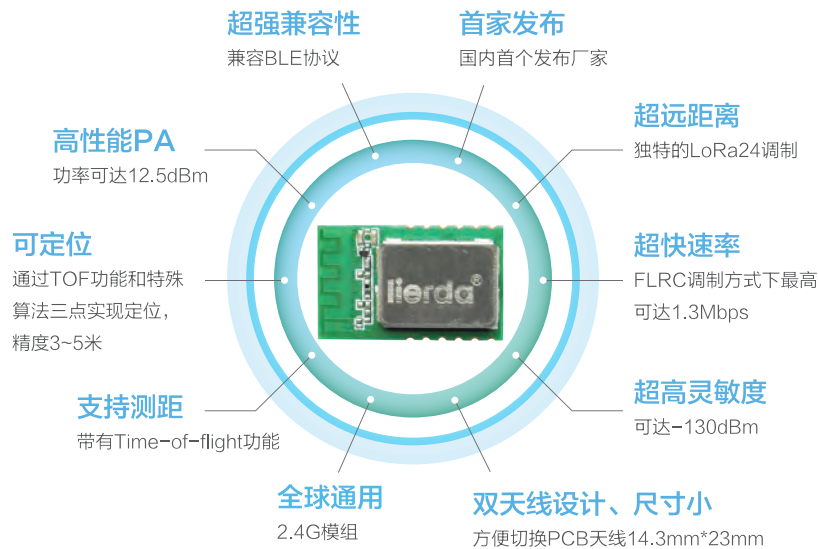 超强兼容性
兼容BLE协议
首家发布
国内首个发布厂家
高性能PA
功率可达12.5dBm
超远距离
独特的LoRa24调制
可定位
通过TOF功能和特殊
算法三点实现定位，
精度3~5米
超快速率
FLRC调制方式下最高
可达1.3Mbps
lierda®
支持测距
带有Time-of-flight功能
超高灵敏度
可达-130dBm
全球通用
2.4G模组
双天线设计、尺寸小
方便切换PCB天线14.3mm*23mm